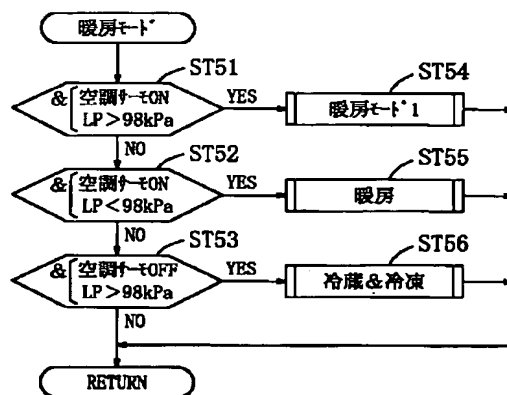 暖房モード
ST51
& 空調サーモON
LP>98kPa
YES
ST54
暖房モード1
NO
ST52
& 空調サーモON
LP<98kPa
YES
ST55
暖房
NO
ST53
& 空調サーモOFF
LP>98kPa
YES
ST56
冷蔵&冷凍
NO
RETURN